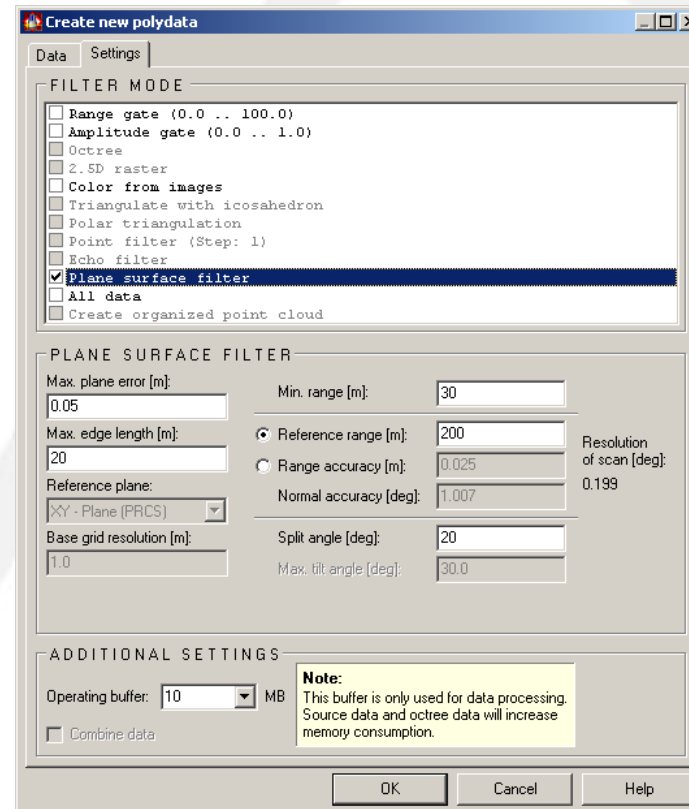 Create new polydata
Data Settings
FILTER MODE
Range gate (0.0 .. 100.0)
Amplitude gate (0.0 .. 1.0)
Octree
2.5D raster
Color from images
Triangulate with icosahedron
Polar triangulation
Point filter (Step: 1)
Echo filter
Plane surface filter
All data
Create organized point cloud
PLANE SURFACE FILTER
Max. plane error [m]:
0.05
Max. edge length [m]:
20
Reference plane:
XY - Plane (PRCS)
Base grid resolution [m]:
1.0
Min. range [m]: 30
Reference range [m]: 200
Range accuracy [m]: 0.025
Normal accuracy [deg]: 1.007
Split angle [deg]: 20
Max. tilt angle [deg]: 30.0
Resolution
of scan [deg]:
0.199
ADDITIONAL SETTINGS
Operating buffer: 10 MB
Combine data
Note:
This buffer is only used for data processing.
Source data and octree data will increase
memory consumption.
OK Cancel Help